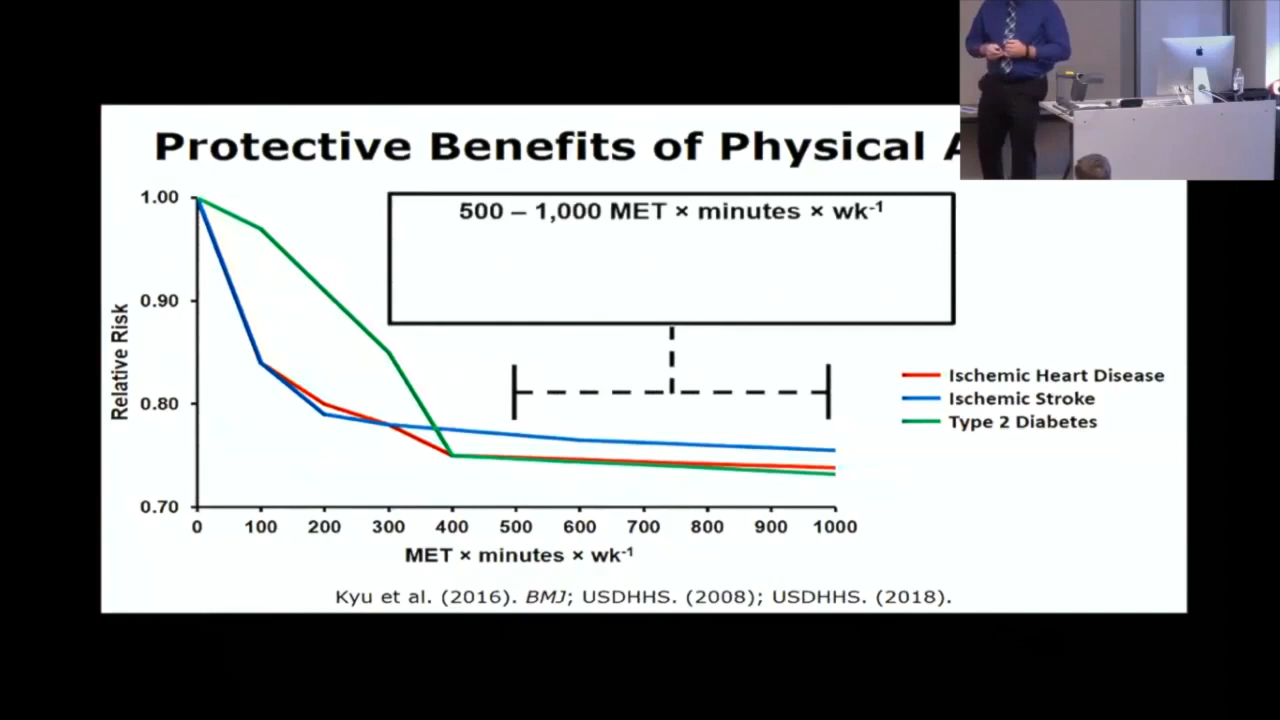 Protective Benefits of Physical
1.00
500 – 1,000 MET × minutes × wk-1
0.90
Relative Risk
0.80
0.70
Ischemic Heart Disease
Ischemic Stroke
Type 2 Diabetes
0 100 200 300 400 500 600 700 800 900 1000
MET × minutes × wk-1
Kyu et al. (2016). BMJ; USDHHS. (2008); USDHHS. (2018).